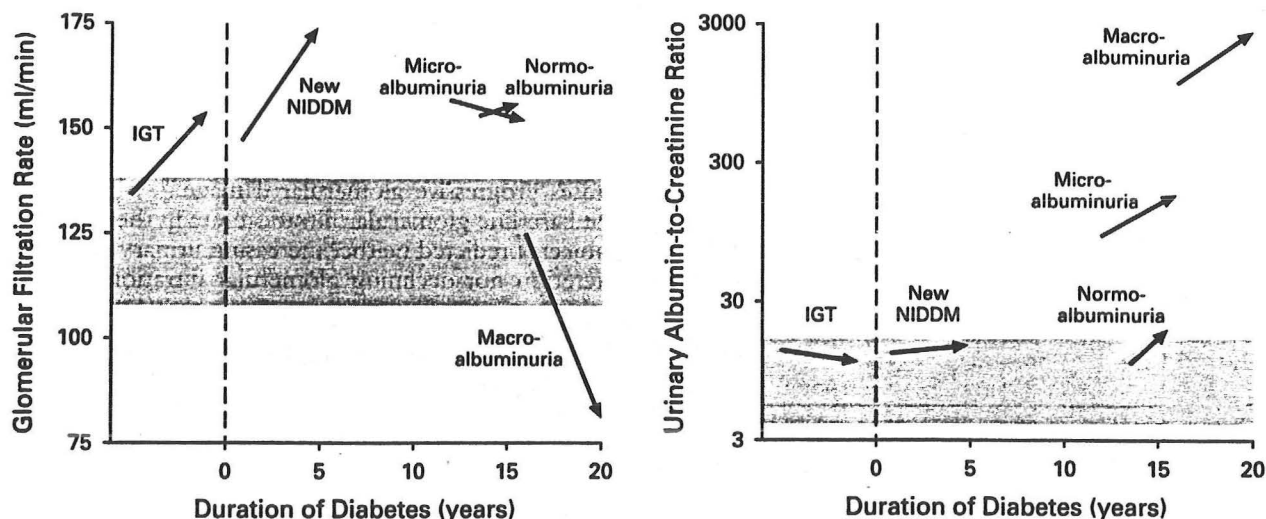 Glomerular Filtration Rate (ml/min)
175
150
125
100
75
IGT
New
NIDDM
Micro-
albuminuria
Normo-
albuminuria
Macro-
albuminuria
0
5
10
15
20
Duration of Diabetes (years)
Urinary Albumin-to-Creatinine Ratio
3000
300
30
3
Macro-
albuminuria
Micro-
albuminuria
IGT
New
NIDDM
Normo-
albuminuria
0
5
10
15
20
Duration of Diabetes (years)